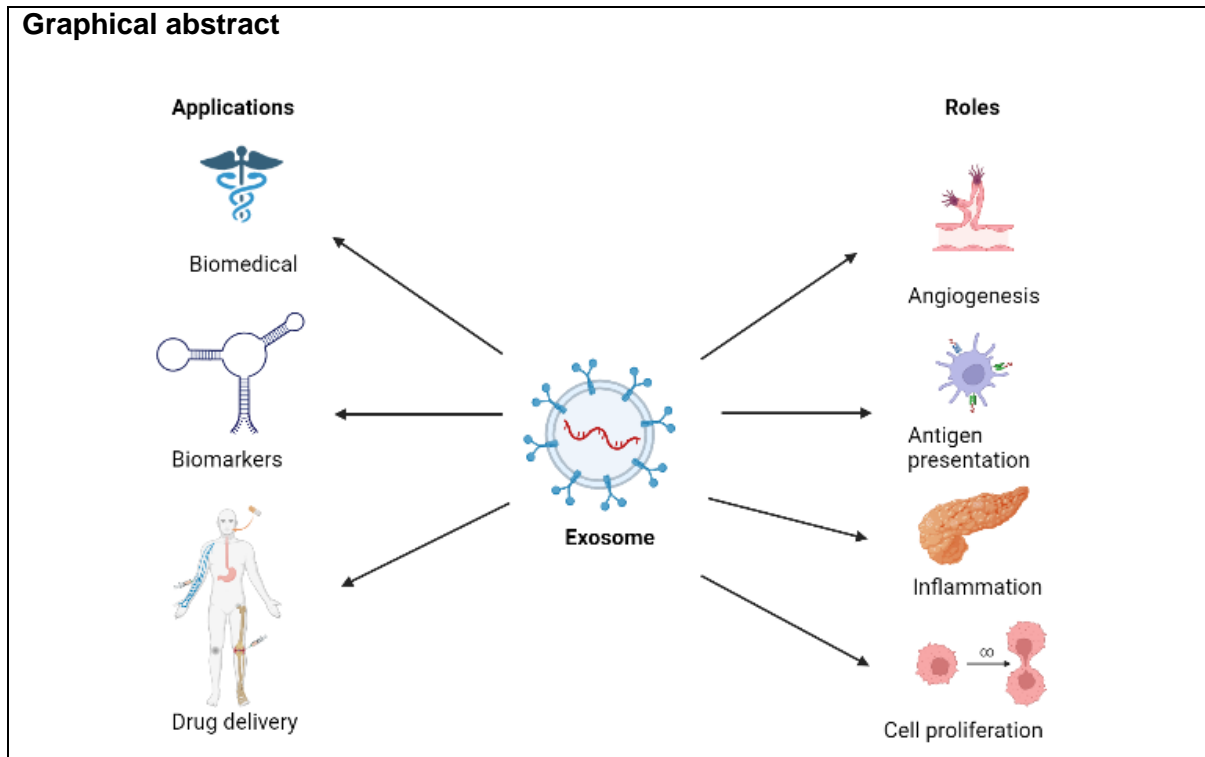 Graphical abstract
Applications
Biomedical
Biomarkers
Drug delivery
Exosome
Roles
Angiogenesis
Antigen
presentation
Inflammation
∞
Cell proliferation